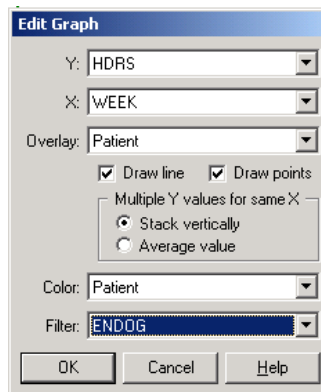 Edit Graph
Y: HDRS
X: WEEK
Overlay: Patient
Draw line Draw points
Multiple Y values for same X
Stack vertically
Average value
Color: Patient
Filter: ENDOG
OK Cancel Help